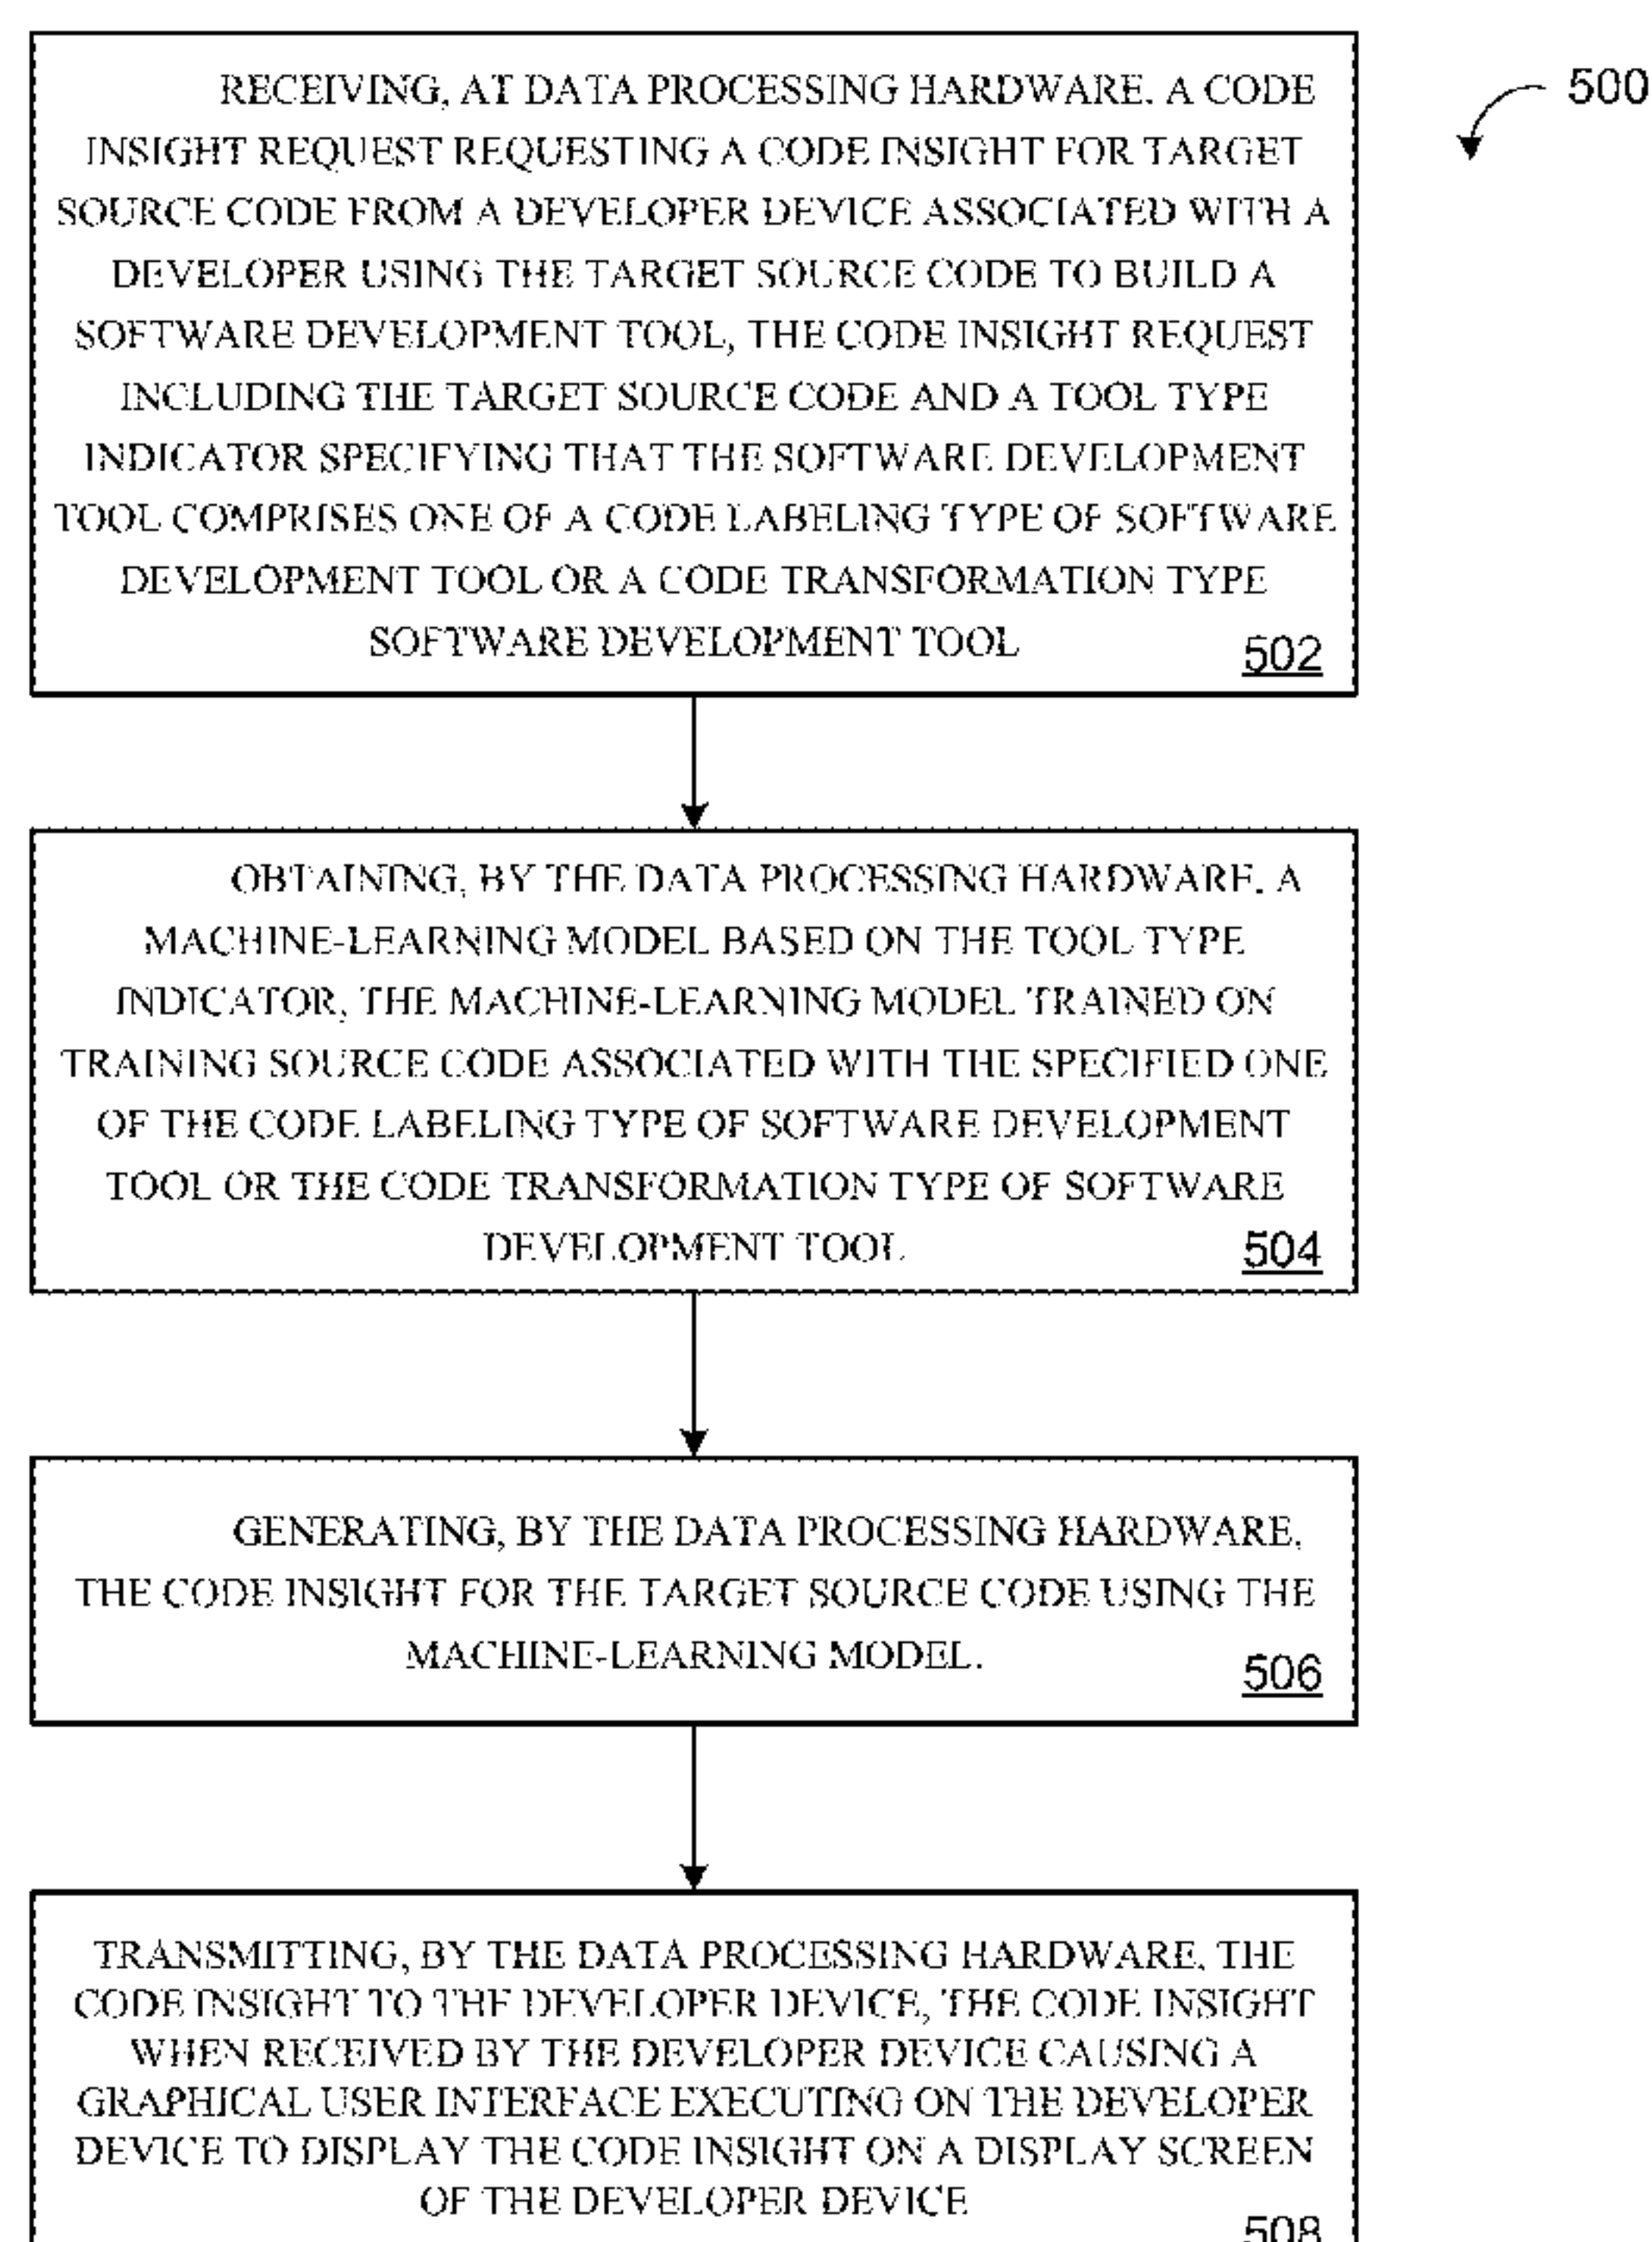 RECEIVING, AT DATA PROCESSING HARDWARE, A CODE
INSIGHT REQUEST REQUESTING A CODE INSIGHT FOR TARGET
SOURCE CODE FROM A DEVELOPER DEVICE ASSOCIATED WITH A
DEVELOPER USING THE TARGET SOURCE CODE TO BUILD A
SOFTWARE DEVELOPMENT TOOL, THE CODE INSIGHT REQUEST
INCLUDING THE TARGET SOURCE CODE AND A TOOL TYPE
INDICATOR SPECIFYING THAT THE SOFTWARE DEVELOPMENT
TOOL COMPRISES ONE OF A CODE LABELING TYPE OF SOFTWARE
DEVELOPMENT TOOL OR A CODE TRANSFORMATION TYPE
SOFTWARE DEVELOPMENT TOOL
502
500
OBTAINING, BY THE DATA PROCESSING HARDWARE, A
MACHINE-LEARNING MODEL BASED ON THE TOOL TYPE
INDICATOR, THE MACHINE-LEARNING MODEL TRAINED ON
TRAINING SOURCE CODE ASSOCIATED WITH THE SPECIFIED ONE
OF THE CODE LABELING TYPE OF SOFTWARE DEVELOPMENT
TOOL OR THE CODE TRANSFORMATION TYPE OF SOFTWARE
DEVELOPMENT TOOL
504
GENERATING, BY THE DATA PROCESSING HARDWARE,
THE CODE INSIGHT FOR THE TARGET SOURCE CODE USING THE
MACHINE-LEARNING MODEL.
506
TRANSMITTING, BY THE DATA PROCESSING HARDWARE, THE
CODE INSIGHT TO THE DEVELOPER DEVICE, THE CODE INSIGHT
WHEN RECEIVED BY THE DEVELOPER DEVICE CAUSING A
GRAPHICAL USER INTERFACE EXECUTING ON THE DEVELOPER
DEVICE TO DISPLAY THE CODE INSIGHT ON A DISPLAY SCREEN
OF THE DEVELOPER DEVICE
508